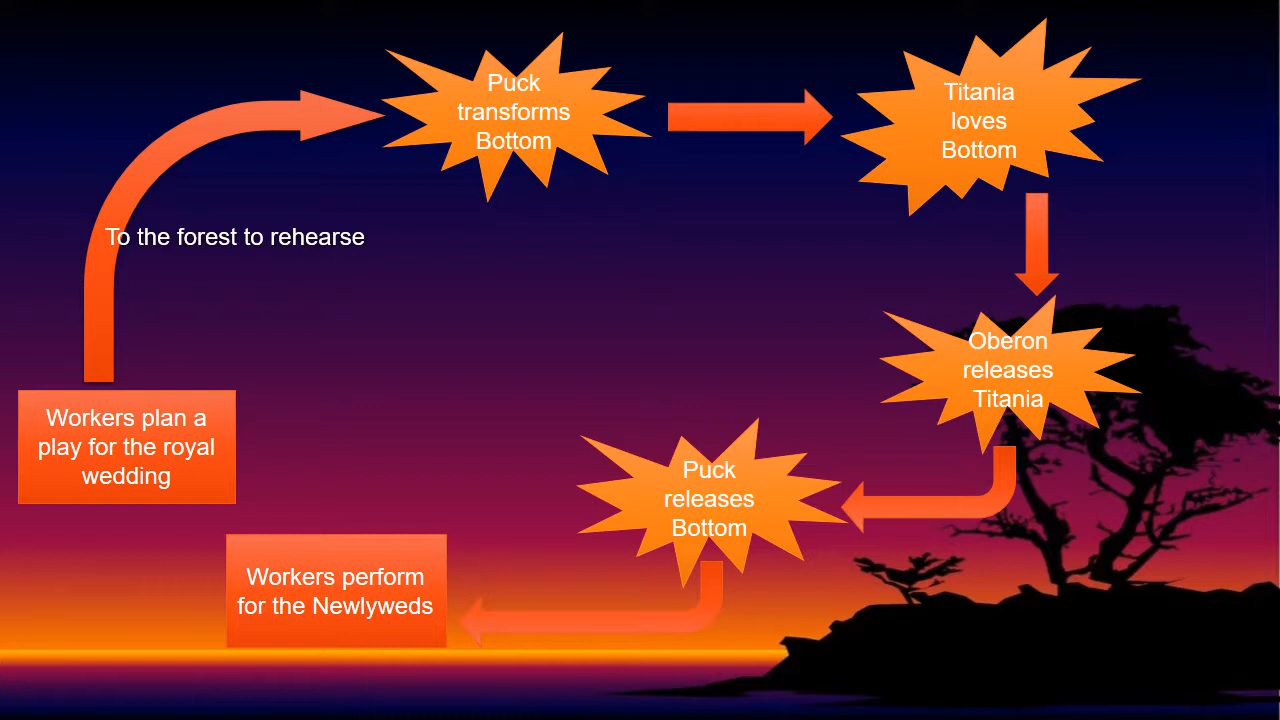 Workers plan a
play for the royal
wedding
To the forest to rehearse
Puck
transforms
Bottom
Titania
loves
Bottom
Oberon
releases
Titania
Puck
releases
Bottom
Workers perform
for the Newlyweds